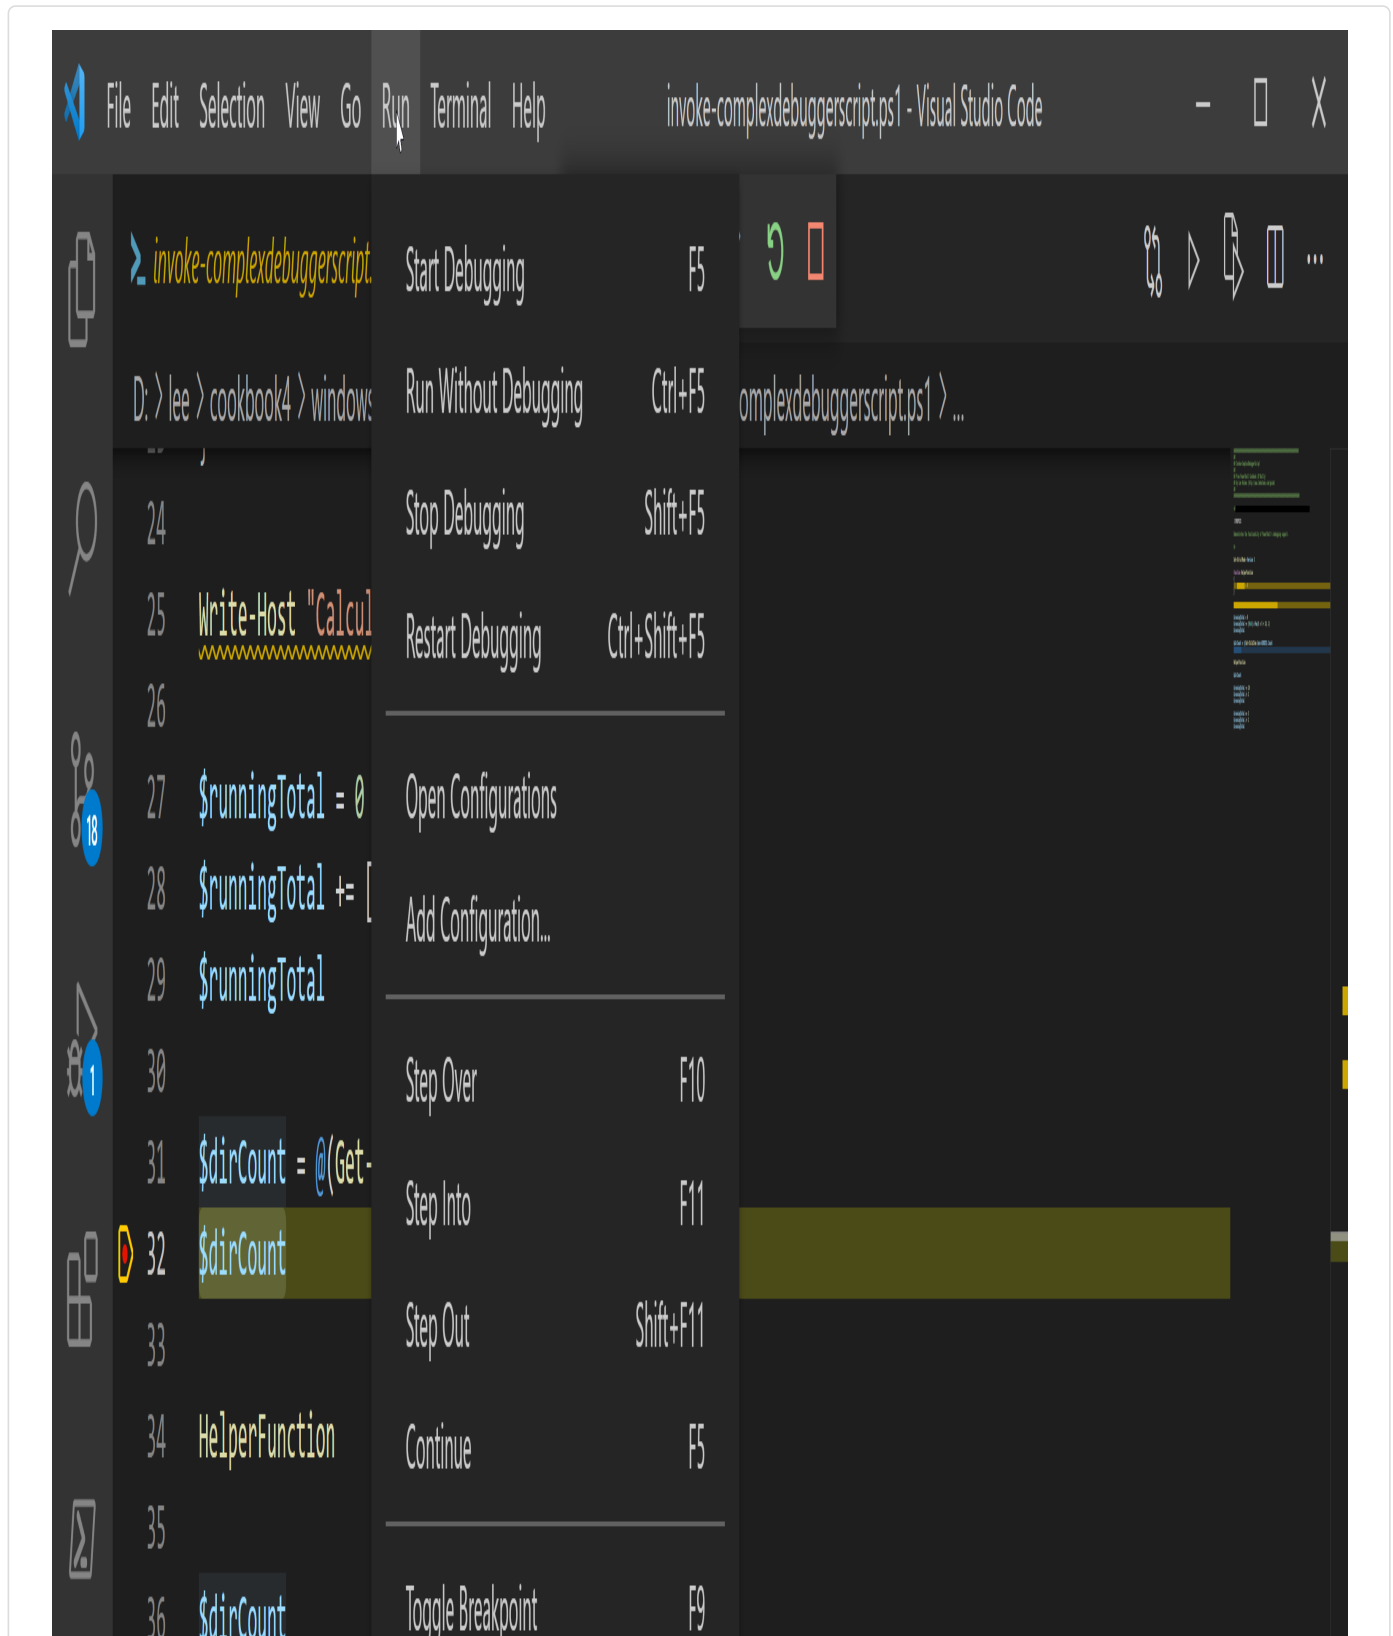 File Edit Selection View Go Run Terminal Help invoke-complexdebuggerscript.ps1 - Visual Studio Code
invoke-complexdebuggerscript.
D: > lee > cookbook4 > windows
omplexdebuggerscript.ps1 > ...
Start Debugging F5
Run Without Debugging Ctrl+F5
Stop Debugging Shift+F5
Restart Debugging Ctrl+Shift+F5
Open Configurations
Add Configuration...
Step Over F10
Step Into F11
Step Out Shift+F11
Continue F5
Toggle Breakpoint F9
24
25 Write-Host "Calcul
26
27 $runningTotal = 0
28 $runningTotal += [
29 $runningTotal
30
31 $dirCount = @(Get-
32 $dirCount
33
34 HelperFunction
35
36 $dirCount
18
1